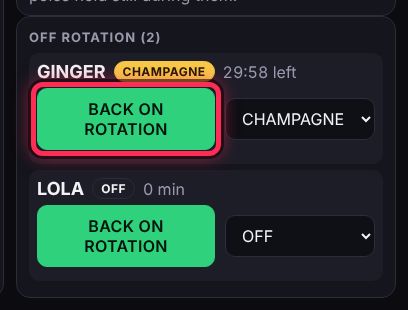 OFF ROTATION (2)
GINGER CHAMPAGNE 29:58 left
BACK ON
ROTATION
CHAMPAGNE
LOLA OFF 0 min
BACK ON
ROTATION
OFF